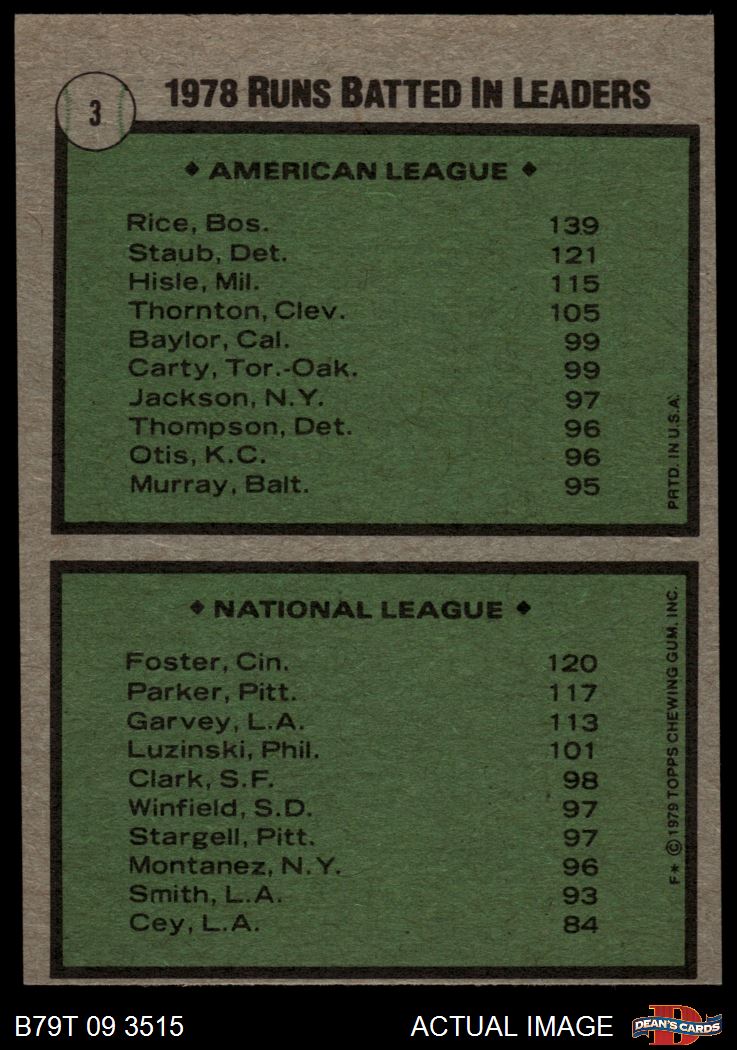 3
1978 RUNS BATTED IN LEADERS
♦ AMERICAN LEAGUE ♦
Rice, Bos. 139
Staub, Det. 121
Hisle, Mil. 115
Thornton, Clev. 105
Baylor, Cal. 99
Carty, Tor.-Oak. 99
Jackson, N.Y. 97
Thompson, Det. 96
Otis, K.C. 96
Murray, Balt. 95
PRTD. IN U.S.A.
♦ NATIONAL LEAGUE ♦
Foster, Cin. 120
Parker, Pitt. 117
Garvey, L.A. 113
Luzinski, Phil. 101
Clark, S.F. 98
Winfield, S.D. 97
Stargell, Pitt. 97
Montanez, N.Y. 96
Smith, L.A. 93
Cey, L.A. 84
F* © 1979 TOPPS CHEWING GUM, INC.
B79T 09 3515
ACTUAL IMAGE
DEAN'S CARDS